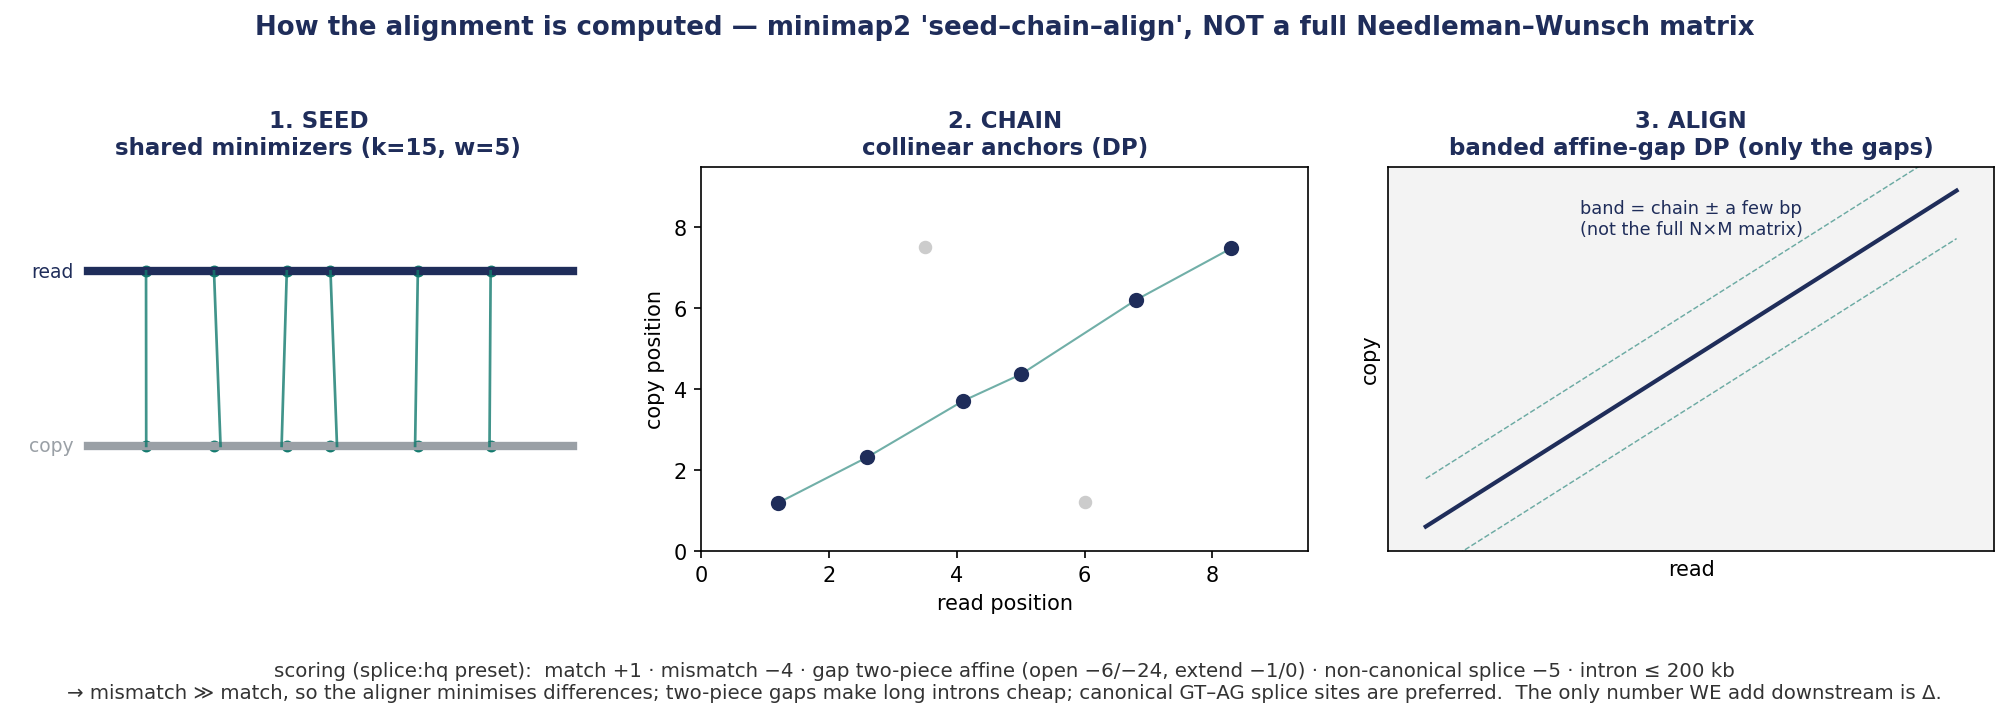 How the alignment is computed — minimap2 'seed–chain–align', NOT a full Needleman–Wunsch matrix
1. SEED
shared minimizers (k=15, w=5)
read
copy
2. CHAIN
collinear anchors (DP)
copy position
8
6
4
2
0
0 2 4 6 8
read position
3. ALIGN
banded affine-gap DP (only the gaps)
band = chain ± a few bp
(not the full N×M matrix)
copy
read
scoring (splice:hq preset):  match +1 · mismatch −4 · gap two-piece affine (open −6/−24, extend −1/0) · non-canonical splice −5 · intron ≤ 200 kb
→ mismatch ≫ match, so the aligner minimises differences; two-piece gaps make long introns cheap; canonical GT–AG splice sites are preferred.  The only number WE add downstream is Δ.